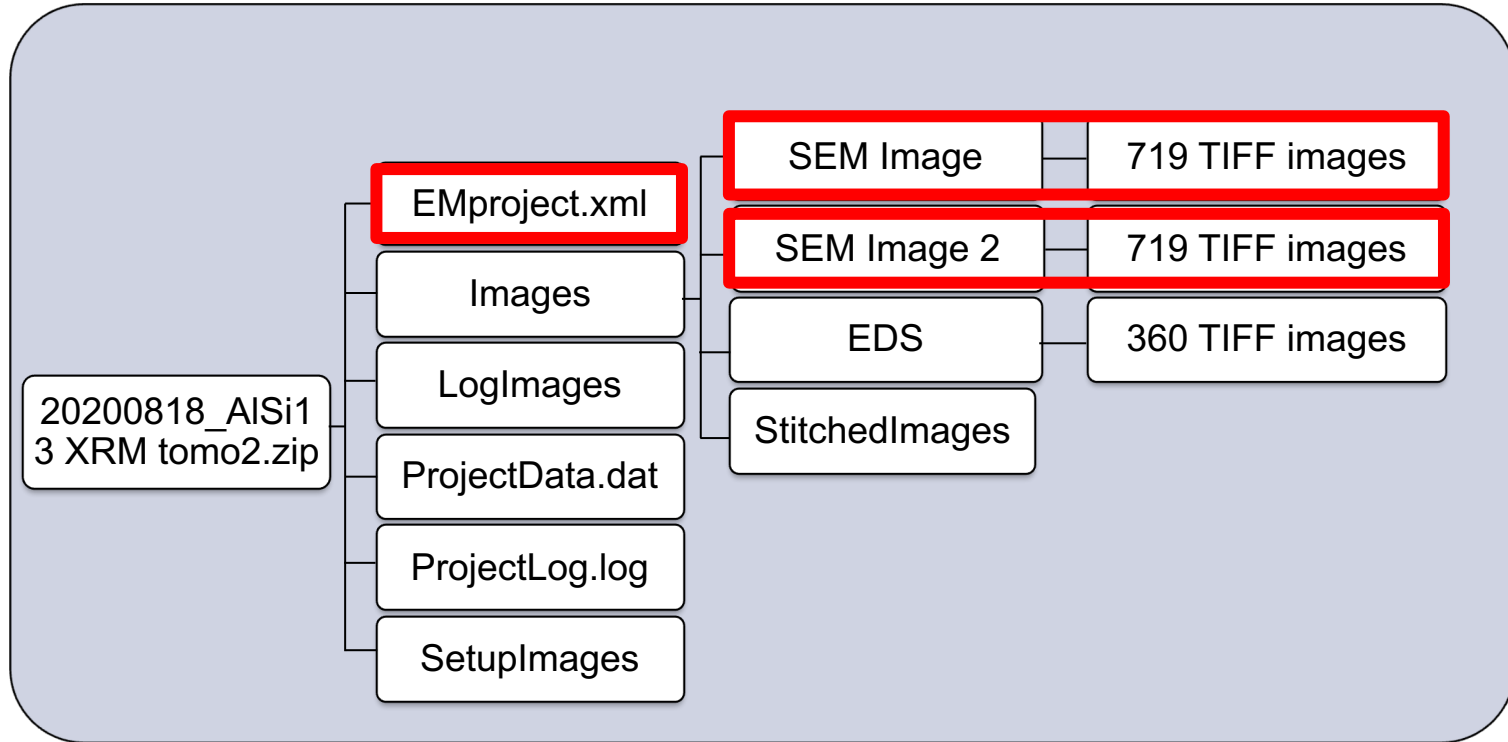 20200818_AlSi1
3 XRM tomo2.zip
EMproject.xml
Images
LogImages
ProjectData.dat
ProjectLog.log
SetupImages
SEM Image
719 TIFF images
SEM Image 2
719 TIFF images
EDS
360 TIFF images
StitchedImages